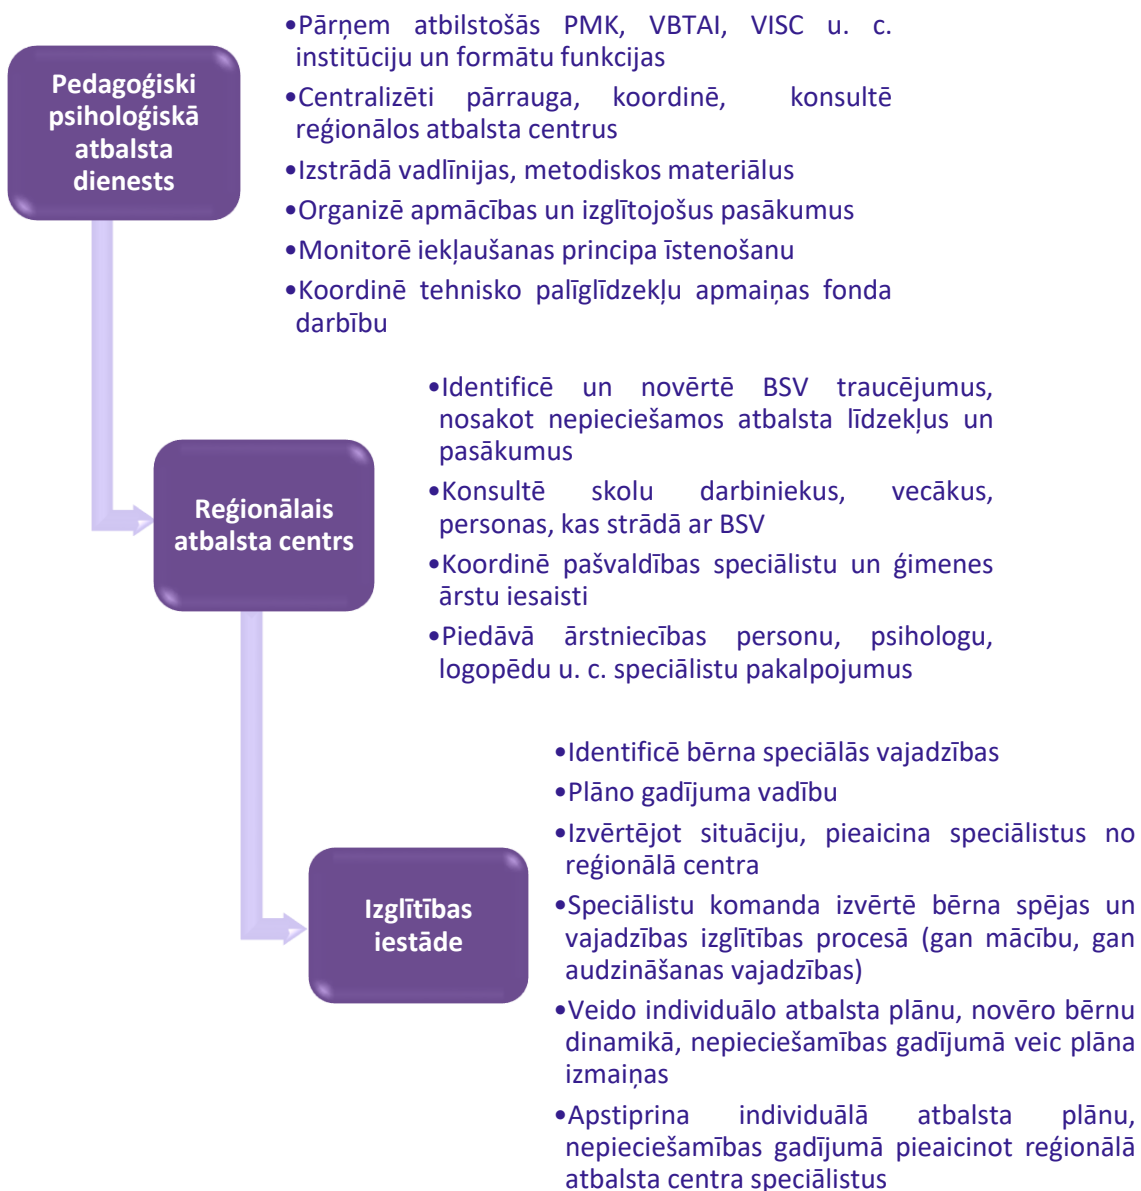 Pedagoģiski
psiholoģiskā
atbalsta
dienests
•Pārņem atbilstošās PMK, VBTAI, VISC u. c.
institūciju un formātu funkcijas
•Centralizēti pārrauga, koordinē, konsultē
reģionālos atbalsta centrus
•Izstrādā vadlīnijas, metodiskos materiālus
•Organizē apmācības un izglītojošus pasākumus
•Monitorē iekļaušanas principa īstenošanu
•Koordinē tehnisko palīglīdzekļu apmaiņas fonda
darbību
Reģionālais
atbalsta centrs
•Identificē un novērtē BSV traucējumus,
nosakot nepieciešamos atbalsta līdzekļus un
pasākumus
•Konsultē skolu darbiniekus, vecākus,
personas, kas strādā ar BSV
•Koordinē pašvaldības speciālistu un ģimenes
ārstu iesaisti
•Piedāvā ārstniecības personu, psihologu,
logopēdu u. c. speciālistu pakalpojumus
Izglītības
iestāde
•Identificē bērna speciālās vajadzības
•Plāno gadījuma vadību
•Izvērtējot situāciju, pieaicina speciālistus no
reģionālā centra
•Speciālistu komanda izvērtē bērna spējas un
vajadzības izglītības procesā (gan mācību, gan
audzināšanas vajadzības)
•Veido individuālo atbalsta plānu, novēro bērnu
dinamikā, nepieciešamības gadījumā veic plāna
izmaiņas
•Apstiprina individuālā atbalsta plānu,
nepieciešamības gadījumā pieaicinot reģionālā
atbalsta centra speciālistus